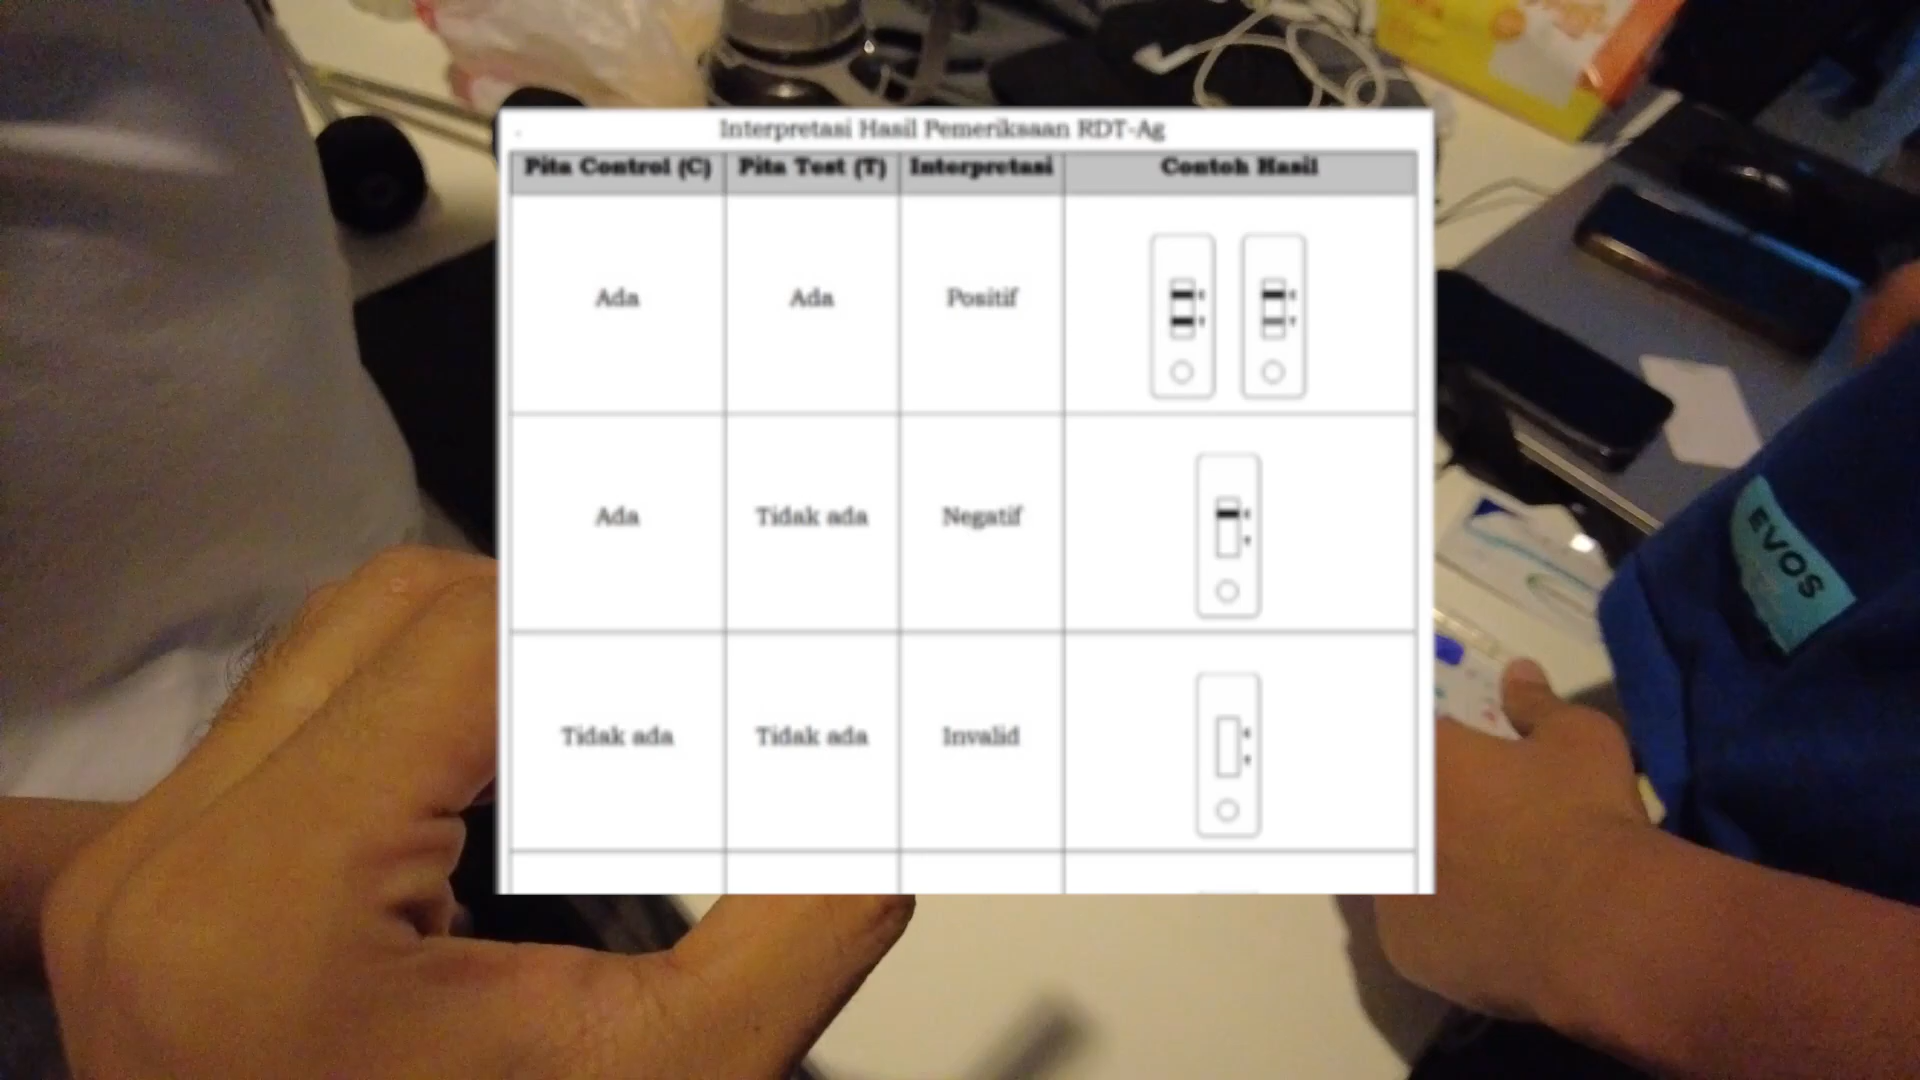 Interpretasi Hasil Pemeriksaan RDT-Ag
Pita Control (C) Pita Test (T) Interpretasi Contoh Hasil
Ada Ada Positif
Ada Tidak ada Negatif
Tidak ada Tidak ada Invalid
EVOS